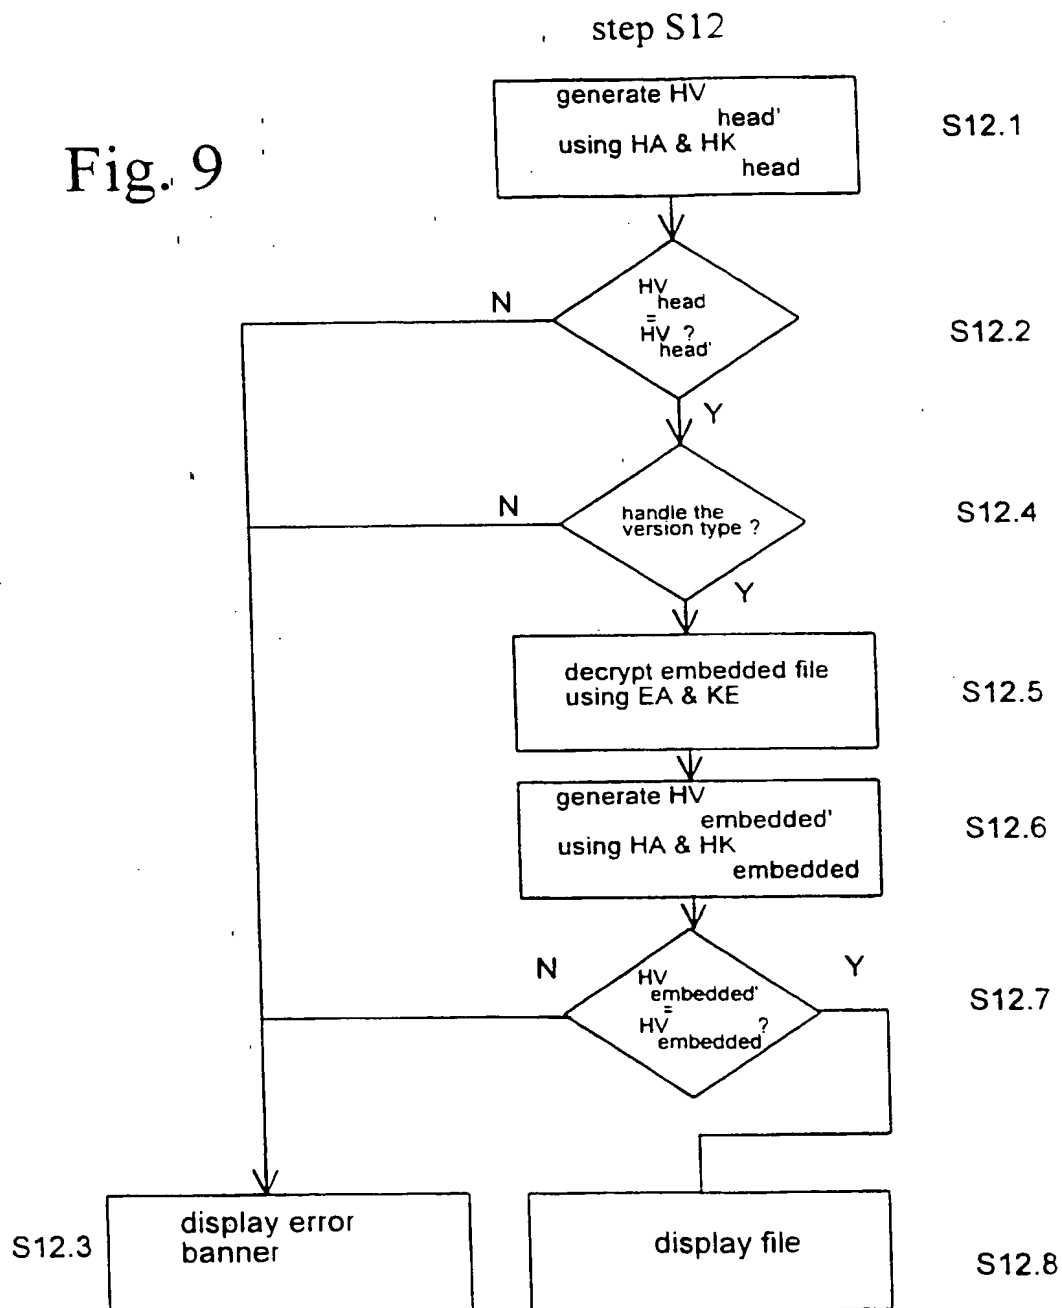 step S12
Fig. 9
generate HV
head'
using HA & HK
head
S12.1
HV
head
=
HV ?
head'
N
S12.2
Y
handle the
version type ?
N
S12.4
Y
decrypt embedded file
using EA & KE
S12.5
generate HV
embedded'
using HA & HK
embedded
S12.6
N
Y
HV
embedded'
=
HV ?
embedded
S12.7
S12.3
display error
banner
display file
S12.8